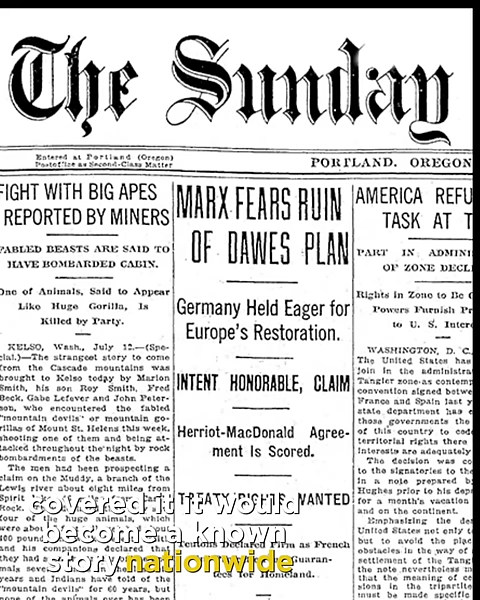 The Sunday
Entered at Portland (Oregon)
Postoffice as Second-Class Matter
PORTLAND, OREGON
FIGHT WITH BIG APES
REPORTED BY MINERS
FABLED BEASTS ARE SAID TO
HAVE BOMBARDED CABIN.
One of Animals, Said to Appear
Like Huge Gorilla, Is
Killed by Party.
KELSO, Wash., July 12.—(Spe-
cial.)—The strangest story to come
from the Cascade mountains was
brought to Kelso today by Marion
Smith, his son Roy Smith, Fred
Beck, Gabe Lefever and John Peter-
son, who encountered the fabled
"mountain devils" or mountain go-
rillas of Mount St. Helens this week,
shooting one of them and being at-
tacked throughout the night by rock
bombardments of the beasts.
The men had been prospecting a
claim on the Muddy, a branch of the
Lewis river about eight miles from
Spirit
Rock.
four of the huge animals, which
were about
400 pounds
and his companions declared that
they had
mals
years and Indians have told of the
"mountain devils" for 60 years, but
none of the animals ever has been
MARX FEARS RUIN
OF DAWES PLAN
Germany Held Eager for
Europe's Restoration.
INTENT HONORABLE, CLAIM
Herriot-MacDonald Agree-
ment Is Scored.
TREATY RIGHTS WANTED
Teutons Declared Firm as French
Guaran-
tees for Homeland.
AMERICA REFU
TASK AT T
PART IN ADMINI
OF ZONE DECL
Rights in Zone to Be
Powers Furnish Pr
to U. S. Inter
WASHINGTON, D. C.,
The United States has
join in the administra
Tangier zone as contemp
convention signed betwe
France and Spain last y
state department has
those governments the
of this country to cede
territorial rights there
interests are adequately
The decision was co
to the signatories to the
in a note prepared b
Hughes prior to his dep
for a month's vacation
and on the continent.
Emphasizing the de
United States not only t
but to avoid the plac
obstacles in the way of
settlement of the Tang
the note nevertheless m
that the meaning of ce
sions in the tripartite
must be made specific
covered it it would
become a known
story nationwide